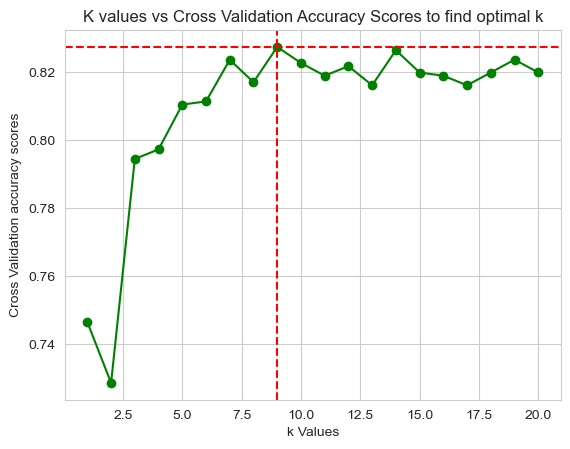 K values vs Cross Validation Accuracy Scores to find optimal k
Cross Validation accuracy scores
0.82
0.80
0.78
0.76
0.74
2.5 5.0 7.5 10.0 12.5 15.0 17.5 20.0
k Values